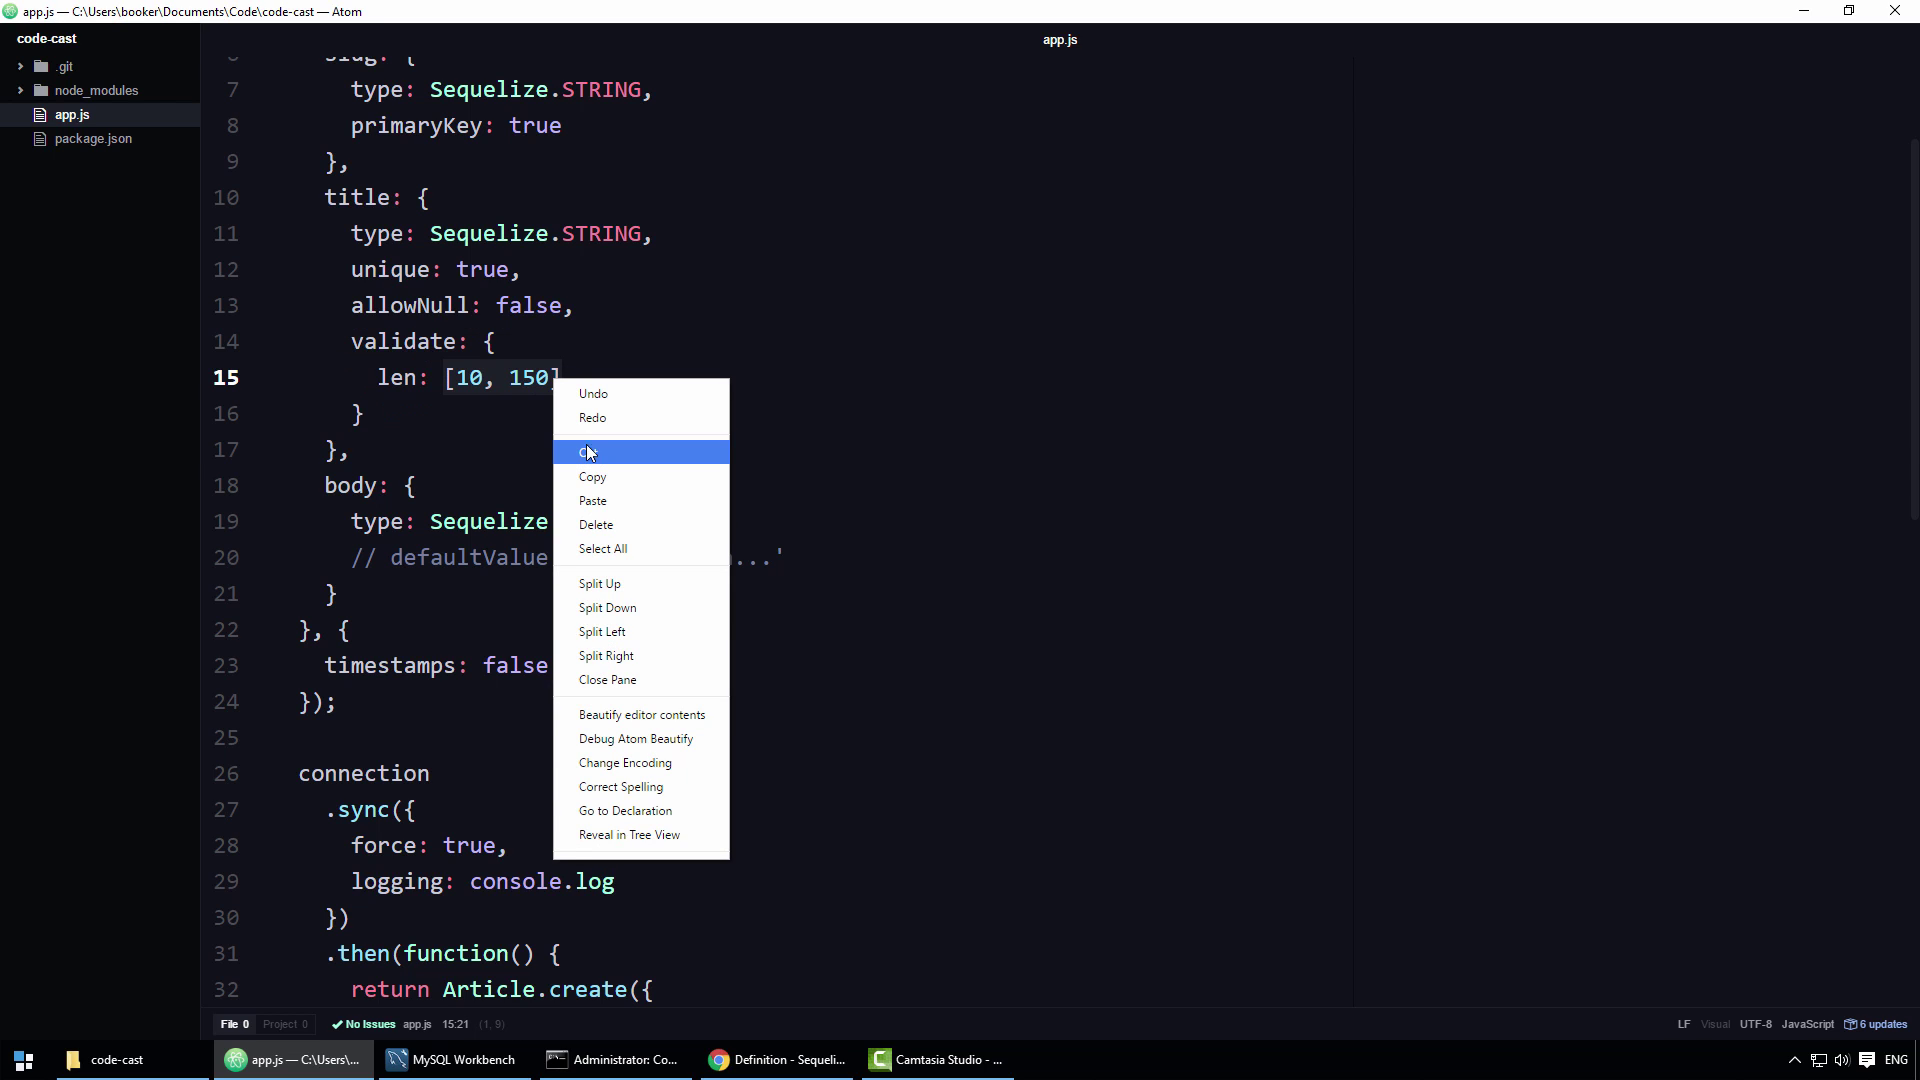 app.js — C:\Users\booker\Documents\Code\code-cast — Atom
code-cast
.git
node_modules
app.js
package.json
app.js
slug: {
7 type: Sequelize.STRING,
8 primaryKey: true
9 },
10 title: {
11 type: Sequelize.STRING,
12 unique: true,
13 allowNull: false,
14 validate: {
15 len: [10, 150]
16 }
17 },
18 body: {
19 type: Sequelize
20 // defaultValue ...'
21 }
22 }, {
23 timestamps: false
24 });
25
26 connection
27 .sync({
28 force: true,
29 logging: console.log
30 })
31 .then(function() {
32 return Article.create({
Undo
Redo
Copy
Paste
Delete
Select All
Split Up
Split Down
Split Left
Split Right
Close Pane
Beautify editor contents
Debug Atom Beautify
Change Encoding
Correct Spelling
Go to Declaration
Reveal in Tree View
File 0 Project 0 No Issues app.js 15:21 (1, 9)
LF Visual UTF-8 JavaScript 6 updates
code-cast
app.js — C:\Users\...
MySQL Workbench
Administrator: Co...
Definition - Sequeli...
Camtasia Studio - ...
ENG